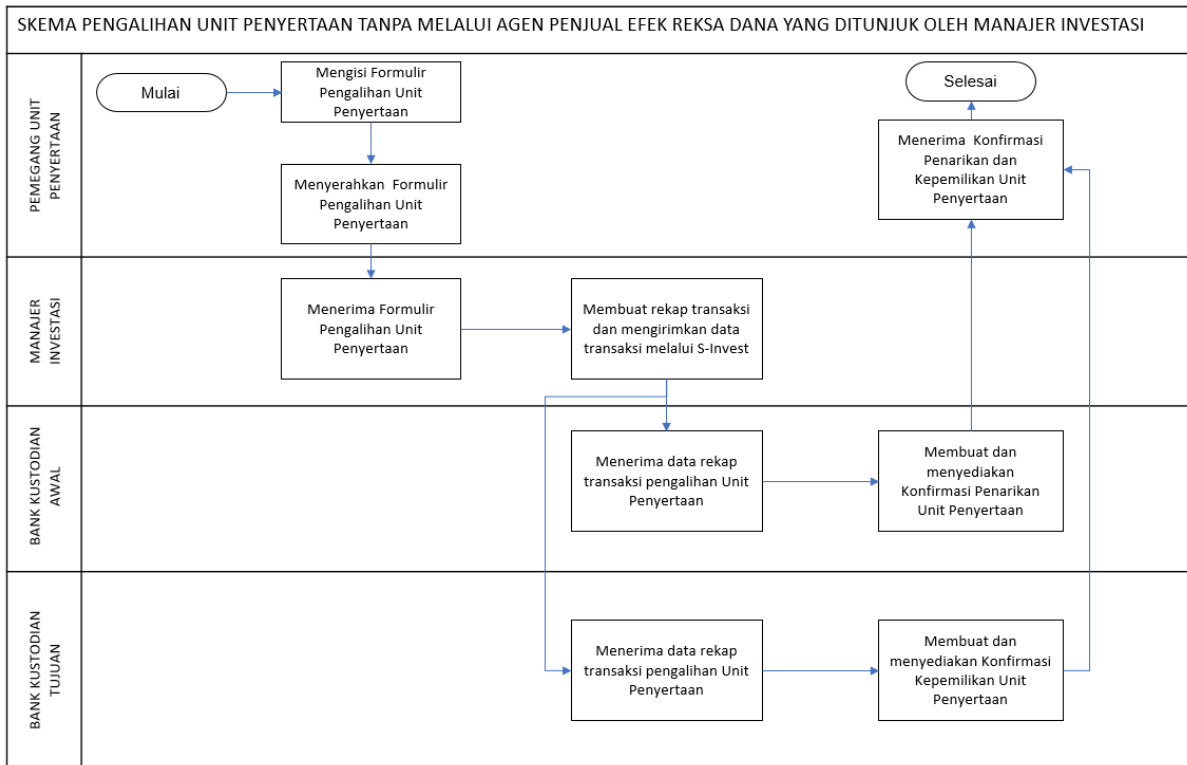 SKEMA PENGALIHAN UNIT PENYERTAAN TANPA MELALUI AGEN PENJUAL EFEK REKSA DANA YANG DITUNJUK OLEH MANAJER INVESTASI
PEMEGANG UNIT
PENYERTAAN
Mulai
Mengisi Formulir
Pengalihan Unit
Penyertaan
Menyerahkan Formulir
Pengalihan Unit
Penyertaan
Selesai
Menerima Konfirmasi
Penarikan dan
Kepemilikan Unit
Penyertaan
MANAJER
INVESTASI
Menerima Formulir
Pengalihan Unit
Penyertaan
Membuat rekap transaksi
dan mengirimkan data
transaksi melalui S-Invest
BANK KUSTODIAN
AWAL
Menerima data rekap
transaksi pengalihan Unit
Penyertaan
Membuat dan
menyediakan
Konfirmasi Penarikan
Unit Penyertaan
BANK KUSTODIAN
TUJUAN
Menerima data rekap
transaksi pengalihan Unit
Penyertaan
Membuat dan
menyediakan Konfirmasi
Kepemilikan Unit
Penyertaan